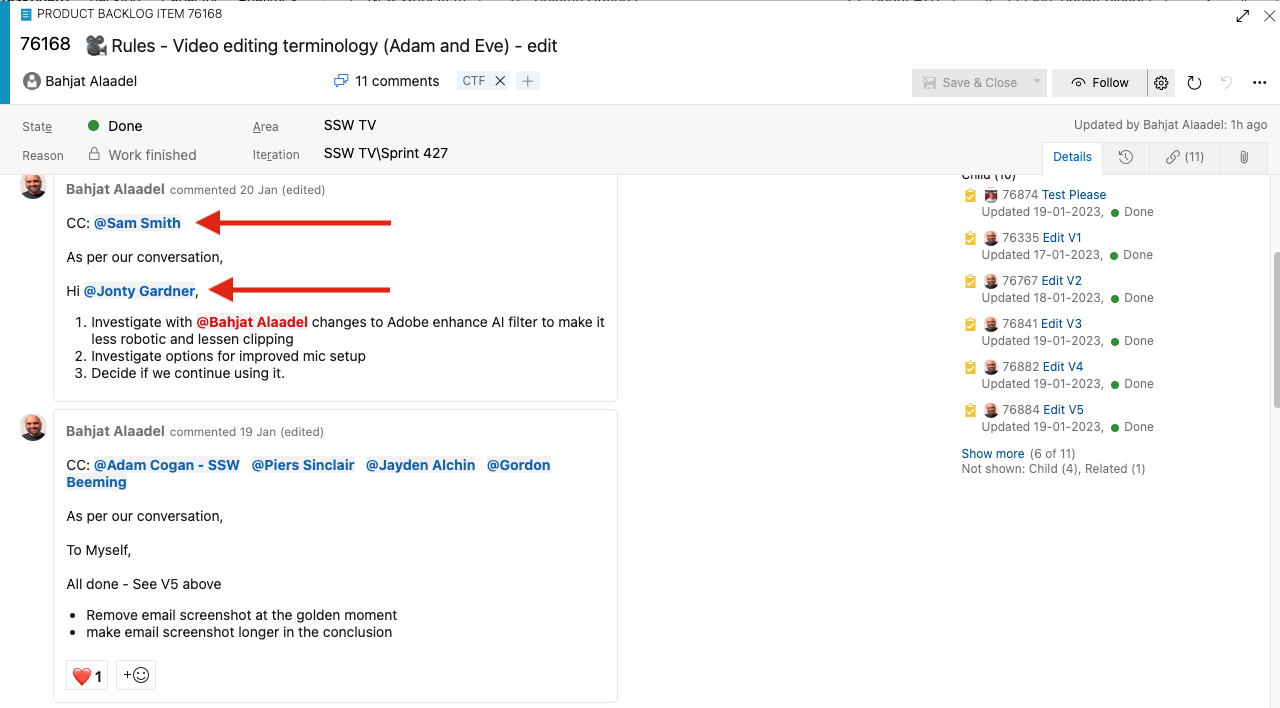 PRODUCT BACKLOG ITEM 76168
76168 Rules - Video editing terminology (Adam and Eve) - edit
Bahjat Alaadel
11 comments
CTF
Save & Close
Follow
State
Done
Area
SSW TV
Updated by Bahjat Alaadel: 1h ago
Reason
Work finished
Iteration
SSW TV\Sprint 427
Details
(11)
Bahjat Alaadel commented 20 Jan (edited)
CC: @Sam Smith
As per our conversation,
Hi @Jonty Gardner,
1. Investigate with @Bahjat Alaadel changes to Adobe enhance AI filter to make it
less robotic and lessen clipping
2. Investigate options for improved mic setup
3. Decide if we continue using it.
Bahjat Alaadel commented 19 Jan (edited)
CC: @Adam Cogan - SSW @Piers Sinclair @Jayden Alchin @Gordon
Beeming
As per our conversation,
To Myself,
All done - See V5 above
• Remove email screenshot at the golden moment
• make email screenshot longer in the conclusion
❤️ 1
Child (10)
76874 Test Please
Updated 19-01-2023, Done
76335 Edit V1
Updated 17-01-2023, Done
76767 Edit V2
Updated 18-01-2023, Done
76841 Edit V3
Updated 19-01-2023, Done
76882 Edit V4
Updated 19-01-2023, Done
76884 Edit V5
Updated 19-01-2023, Done
Show more (6 of 11)
Not shown: Child (4), Related (1)